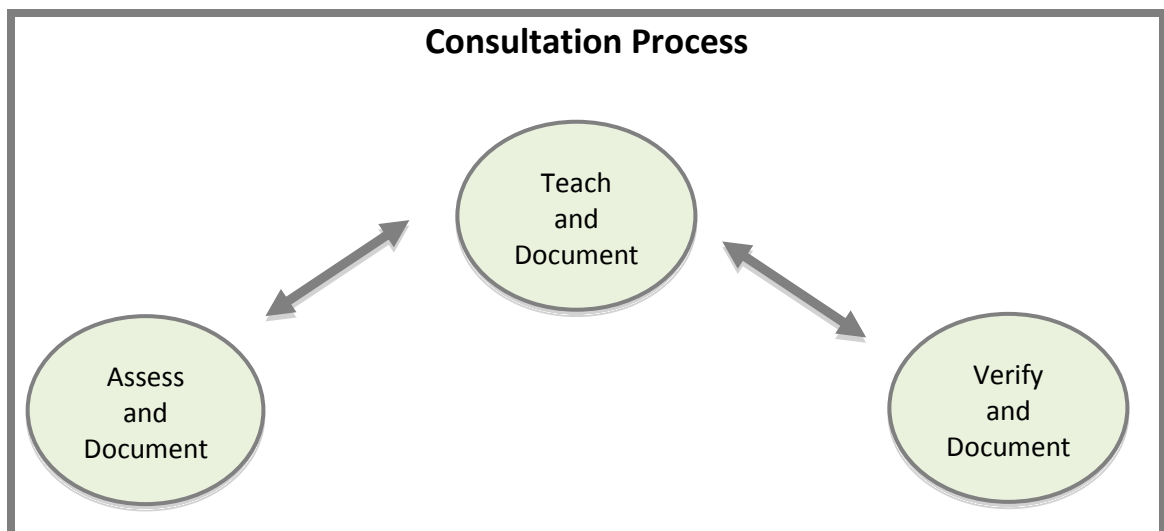 Consultation Process
Teach
and
Document
Assess
and
Document
Verify
and
Document